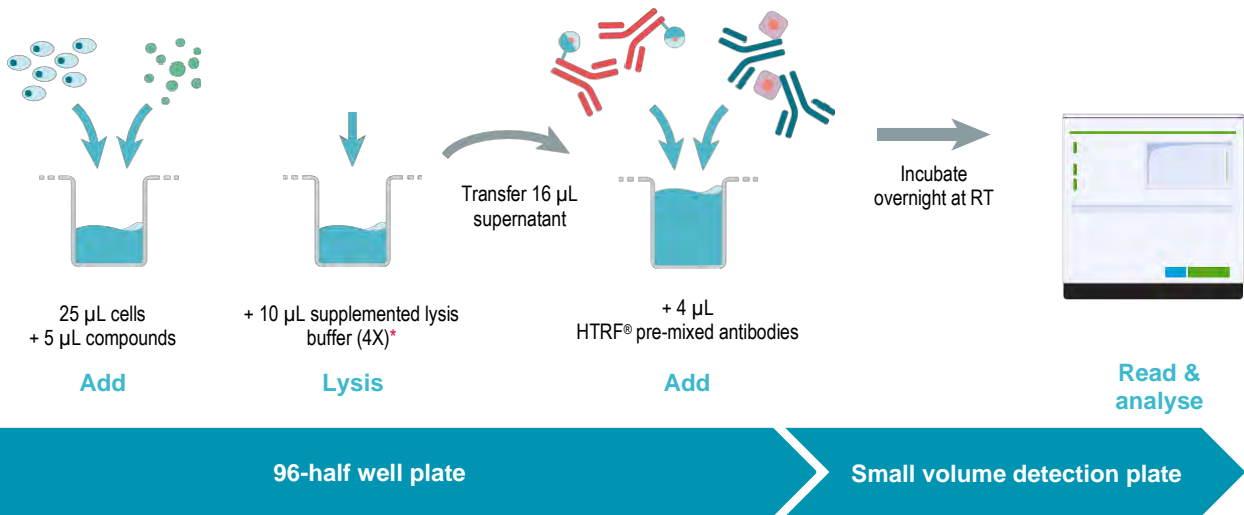 Transfer 16 µL
supernatant
Incubate
overnight at RT
25 µL cells
+ 5 µL compounds
+ 10 µL supplemented lysis
buffer (4X)*
+ 4 µL
HTRF® pre-mixed antibodies
Add
Lysis
Add
Read &
analyse
96-half well plate
Small volume detection plate